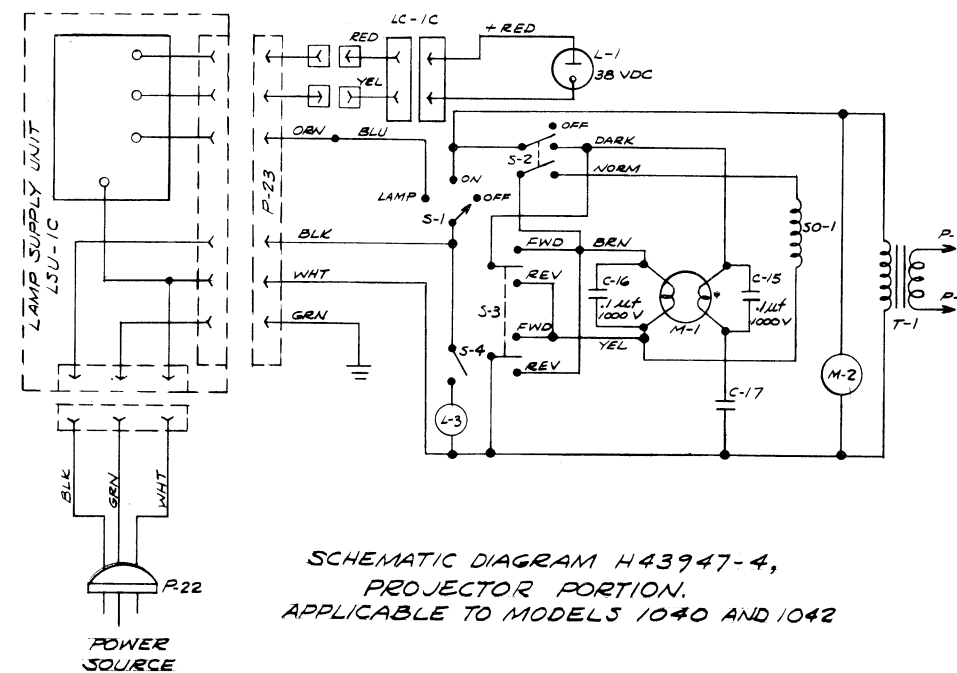 LC-1C
+ RED
RED
L-1
38 VDC
YEL
LAMP SUPPLY UNIT
LSU-1C
P-23
ORN
BLU
OFF
DARK
S-2
NORM
ON
LAMP
OFF
S-1
SO-1
BLK
FWD
BRN
P-
WHT
REV
C-16
C-15
.1 µf
1000 V
.1 µf
1000 V
S-3
M-1
P-
T-1
GRN
FWD
YEL
S-4
REV
M-2
C-17
L-3
BLK
GRN
WHT
P-22
POWER
SOURCE
SCHEMATIC DIAGRAM H43947-4,
PROJECTOR PORTION.
APPLICABLE TO MODELS 1040 AND 1042